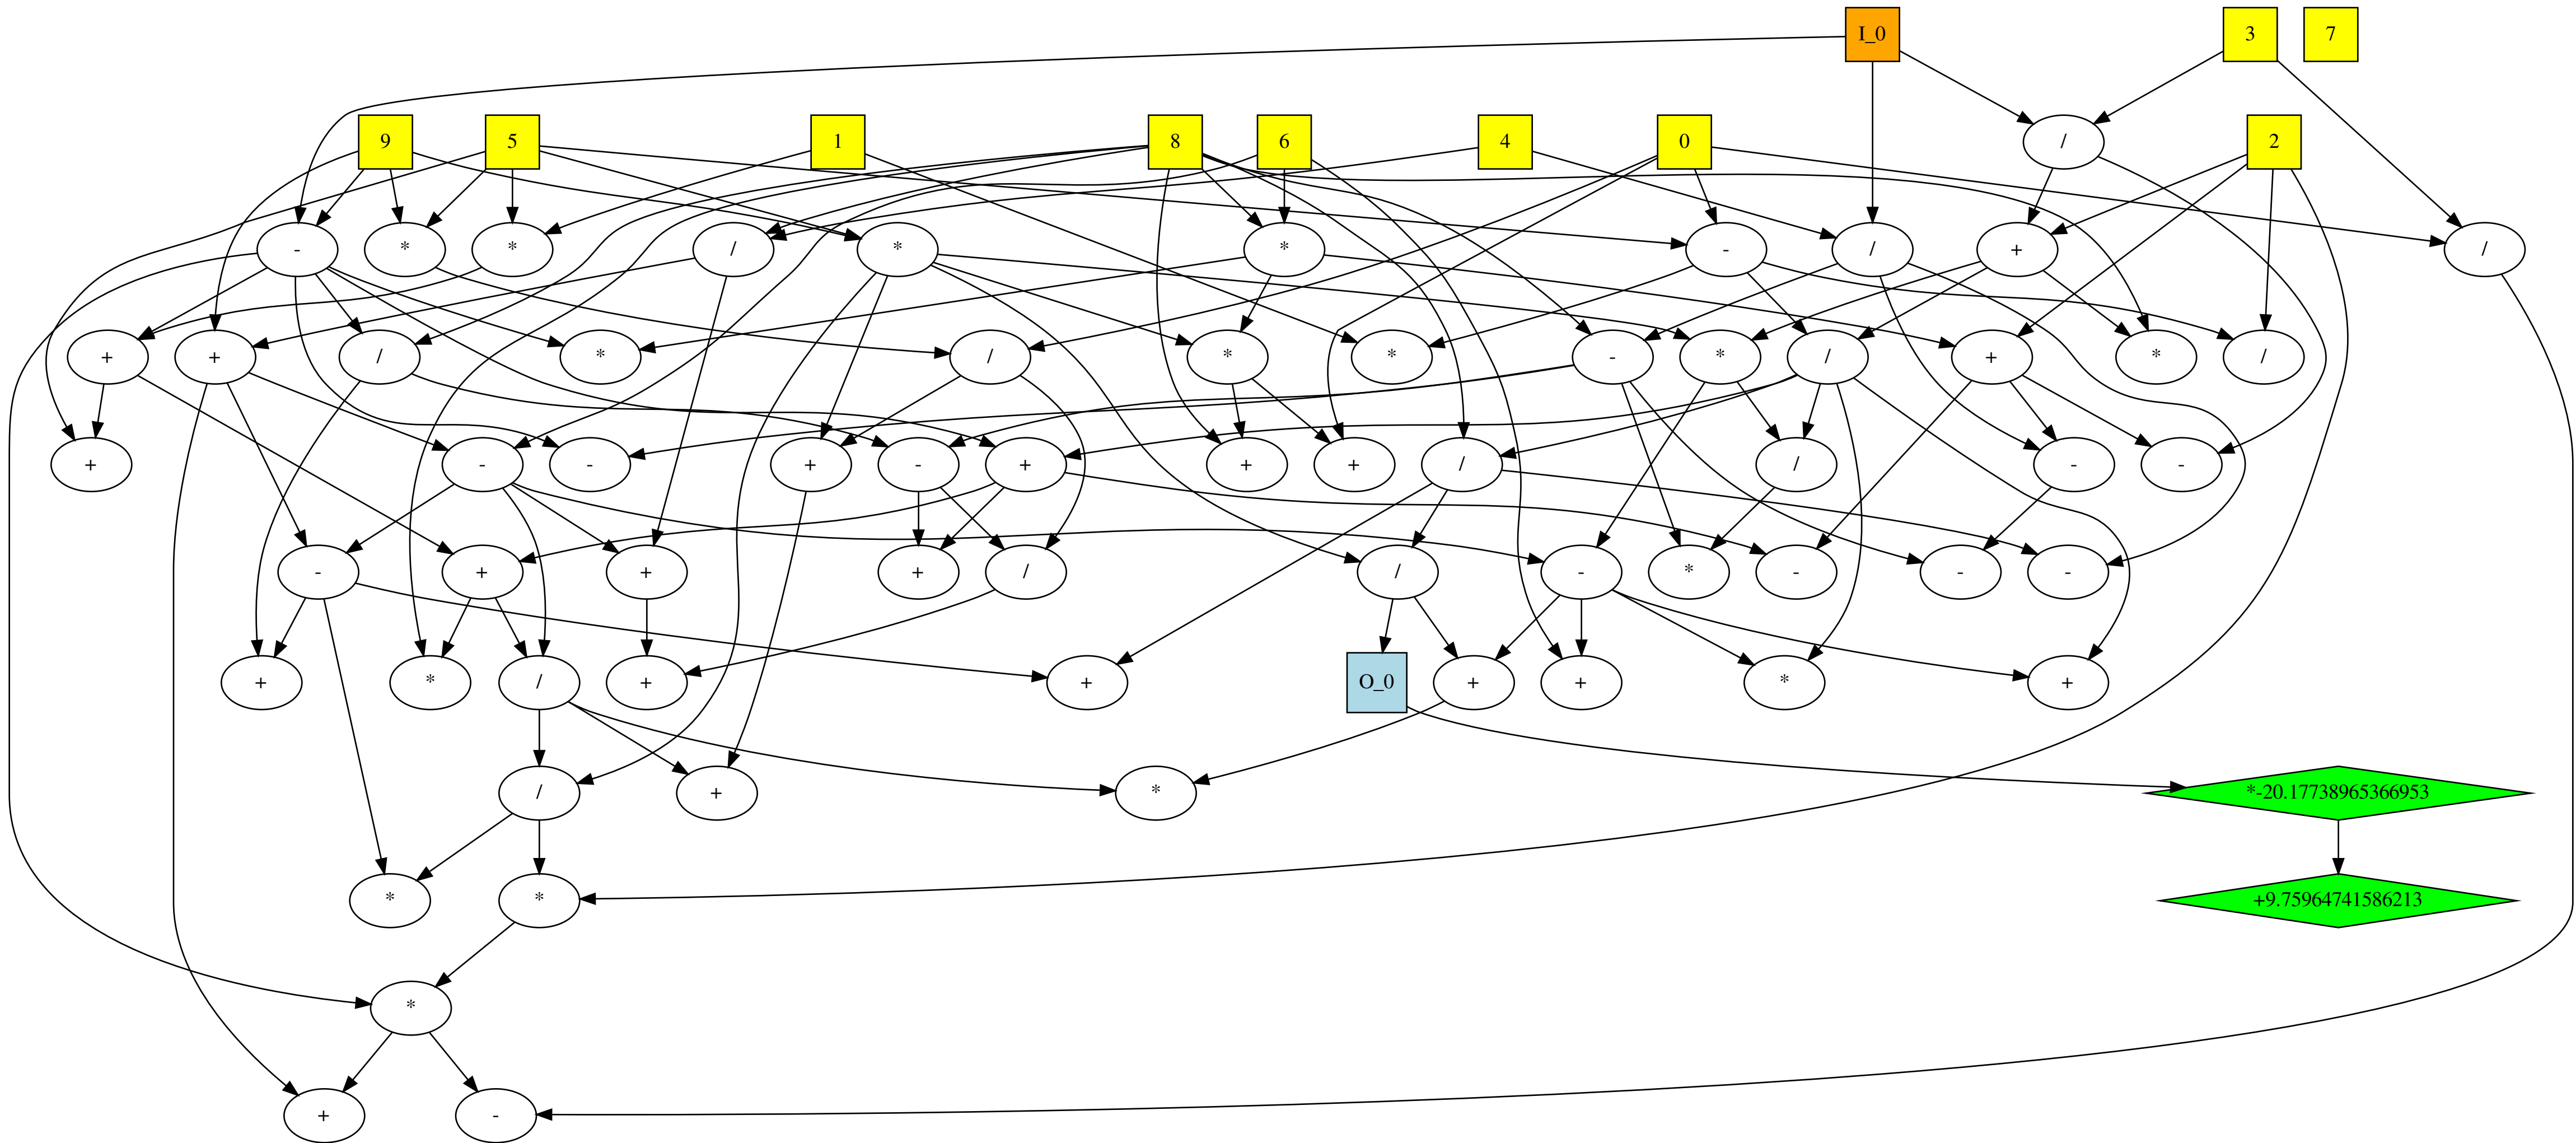 I_0 3 7
9 5 1 8 6 4 0 2
/
- * * / * * - / + /
+ + / * / * * - * / + * /
+ - - + - + + + / / - -
- + + + / / - * - - -
+ * / + + O_0 + + * +
/ + * *-20.17738965366953
* * +9.75964741586213
*
+ -